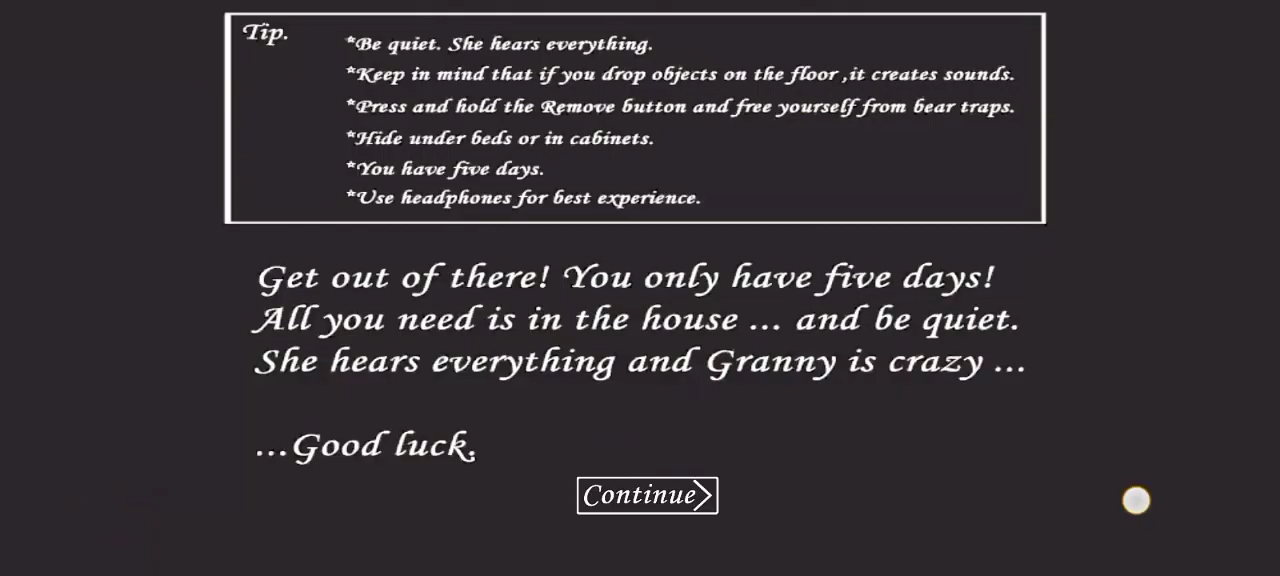 Tip.
*Be quiet. She hears everything.
*Keep in mind that if you drop objects on the floor ,it creates sounds.
*Press and hold the Remove button and free yourself from bear traps.
*Hide under beds or in cabinets.
*You have five days.
*Use headphones for best experience.
Get out of there! You only have five days!
All you need is in the house ... and be quiet.
She hears everything and Granny is crazy ...
...Good luck.
Continue>